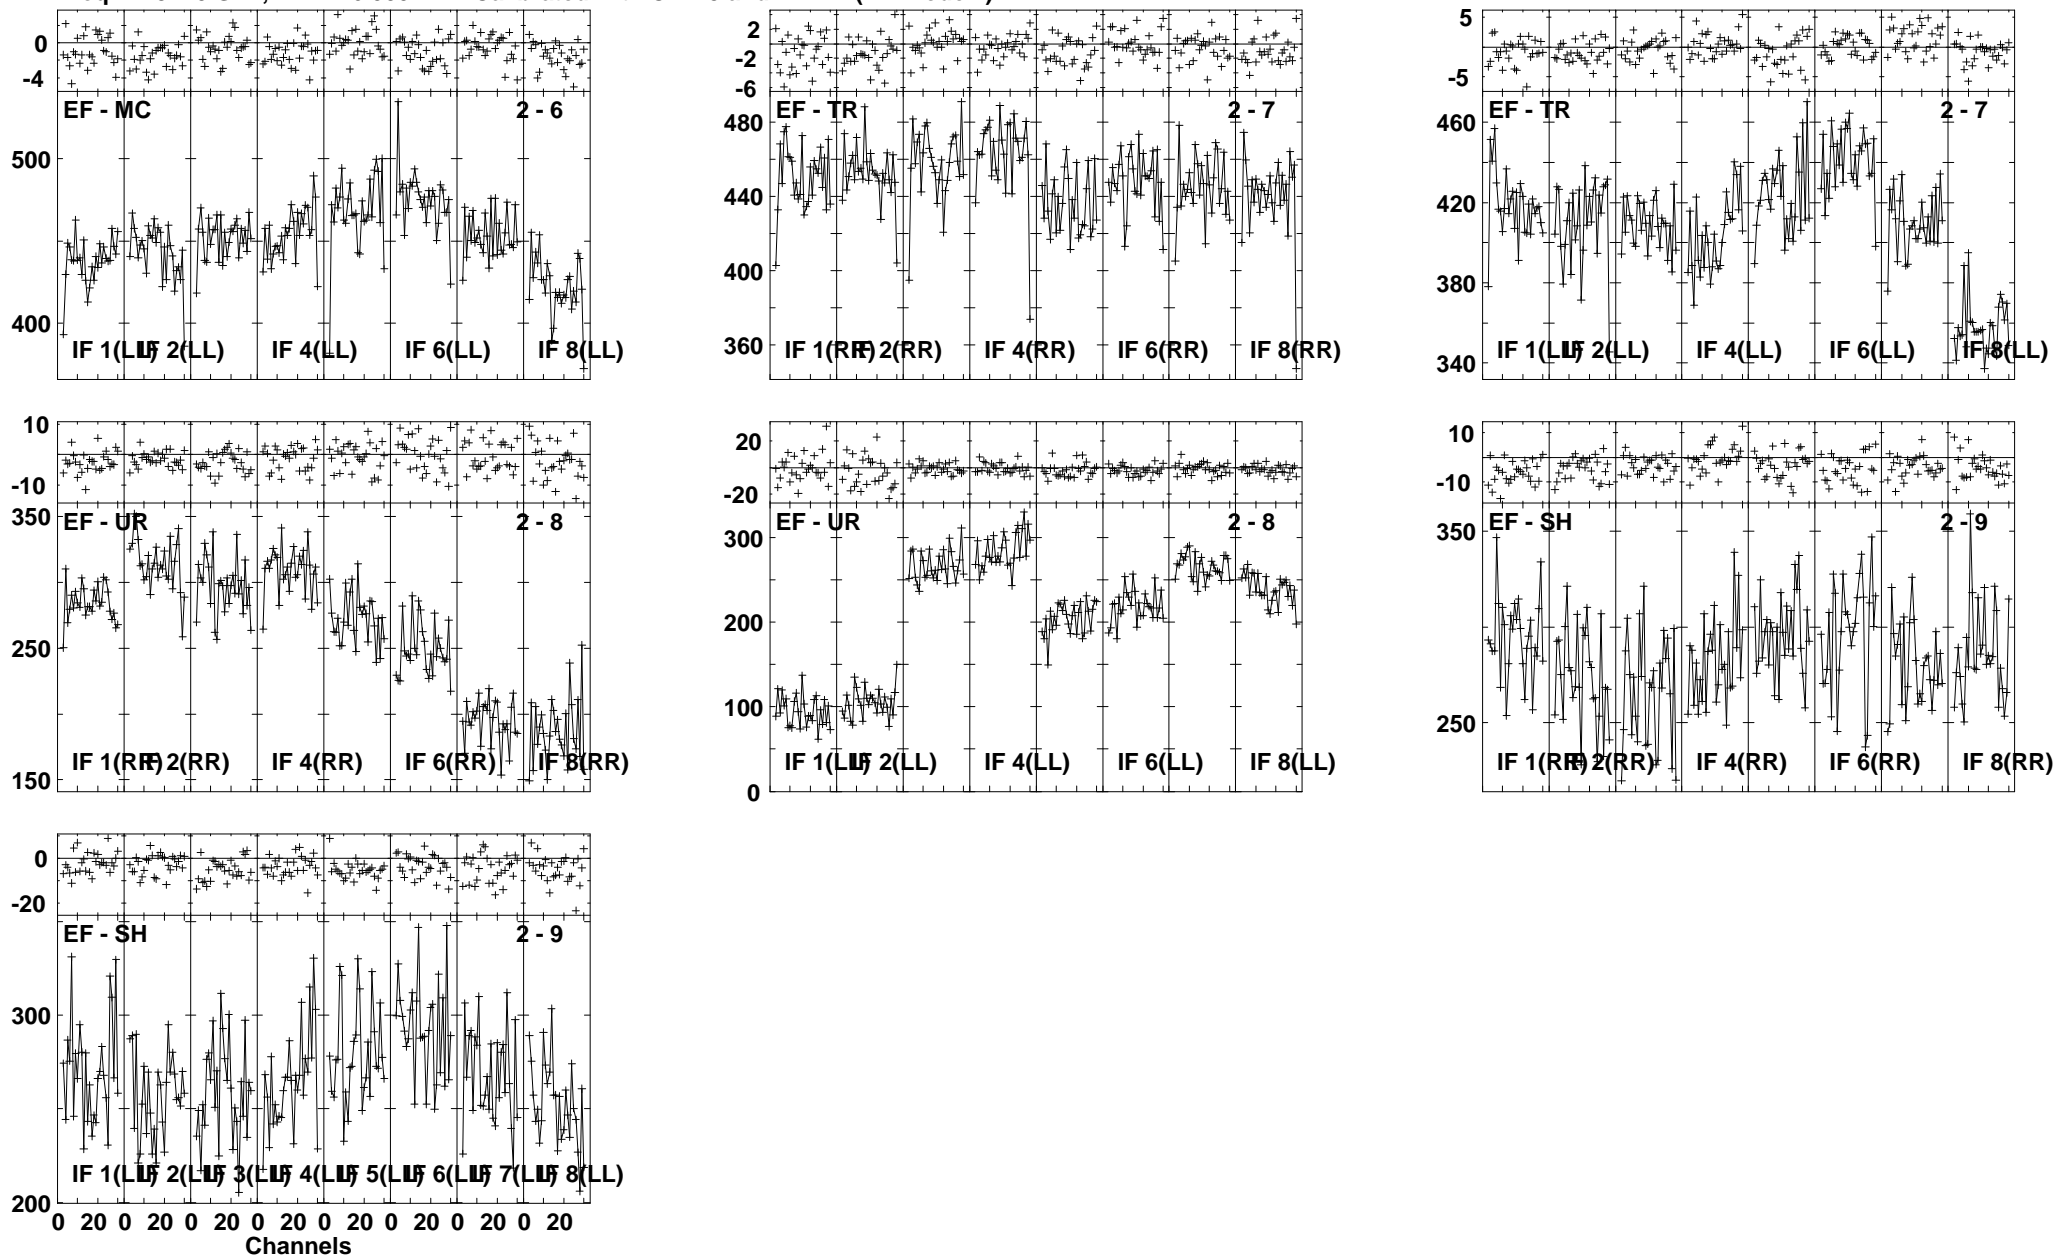 0
-4
EF - MC
2 - 6
500
400
IF 1(LL)
IF 2(LL)
IF 4(LL)
IF 6(LL)
IF 8(LL)
2
-2
-6
EF - TR
2 - 7
480
440
400
360
IF 1(RR)
IF 2(RR)
IF 4(RR)
IF 6(RR)
IF 8(RR)
5
-5
EF - TR
2 - 7
460
420
380
340
IF 1(LL)
IF 2(LL)
IF 4(LL)
IF 6(LL)
IF 8(LL)
10
-10
EF - UR
2 - 8
350
250
150
IF 1(RR)
IF 2(RR)
IF 4(RR)
IF 6(RR)
IF 8(RR)
20
-20
EF - UR
2 - 8
300
200
100
0
IF 1(LL)
IF 2(LL)
IF 4(LL)
IF 6(LL)
IF 8(LL)
10
-10
EF - SH
2 - 9
350
250
IF 1(RR)
IF 2(RR)
IF 4(RR)
IF 6(RR)
IF 8(RR)
0
-20
EF - SH
2 - 9
300
200
IF 1(LL)
IF 2(LL)
IF 3(LL)
IF 4(LL)
IF 5(LL)
IF 6(LL)
IF 7(LL)
IF 8(LL)
0 20 0 20 0 20 0 20 0 20 0 20 0 20 0 20
Channels